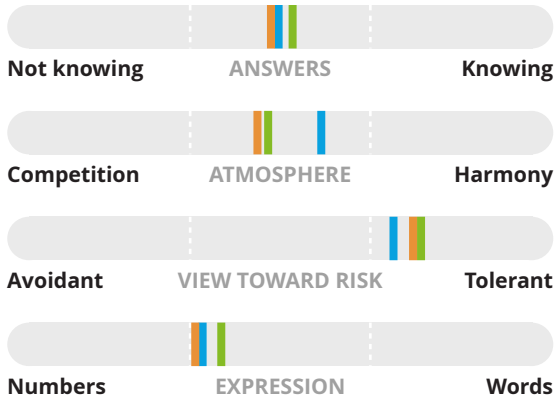 Not knowing ANSWERS Knowing
Competition ATMOSPHERE Harmony
Avoidant VIEW TOWARD RISK Tolerant
Numbers EXPRESSION Words